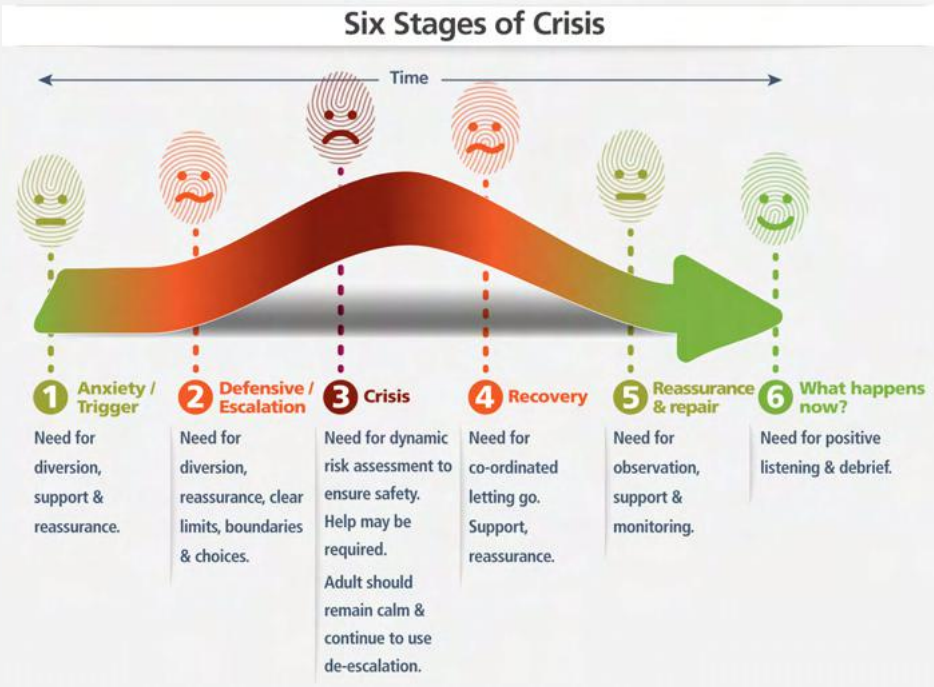 Six Stages of Crisis
Time
1 Anxiety /
Trigger
Need for
diversion,
support &
reassurance.
2 Defensive /
Escalation
Need for
diversion,
reassurance, clear
limits, boundaries
& choices.
3 Crisis
Need for dynamic
risk assessment to
ensure safety.
Help may be
required.
Adult should
remain calm &
continue to use
de-escalation.
4 Recovery
Need for
co-ordinated
letting go.
Support,
reassurance.
5 Reassurance
& repair
Need for
observation,
support &
monitoring.
6 What happens
now?
Need for positive
listening & debrief.